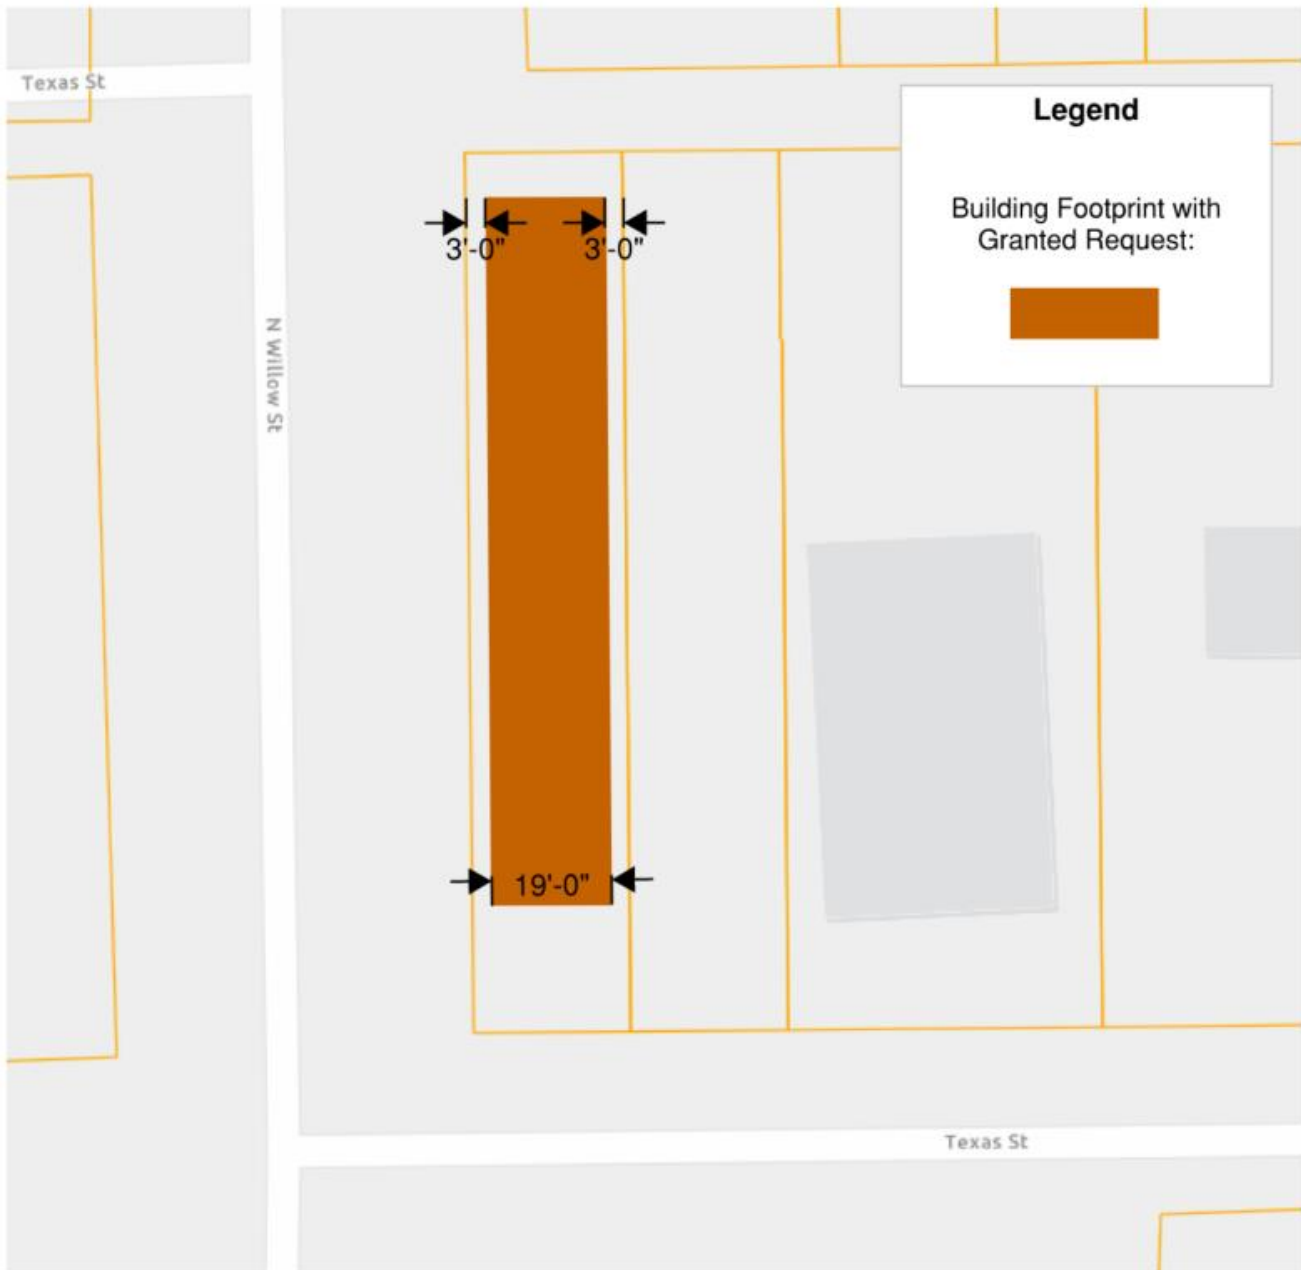 Texas St
Legend
Building Footprint with
Granted Request:
3'-0"
3'-0"
N Willow St
19'-0"
Texas St